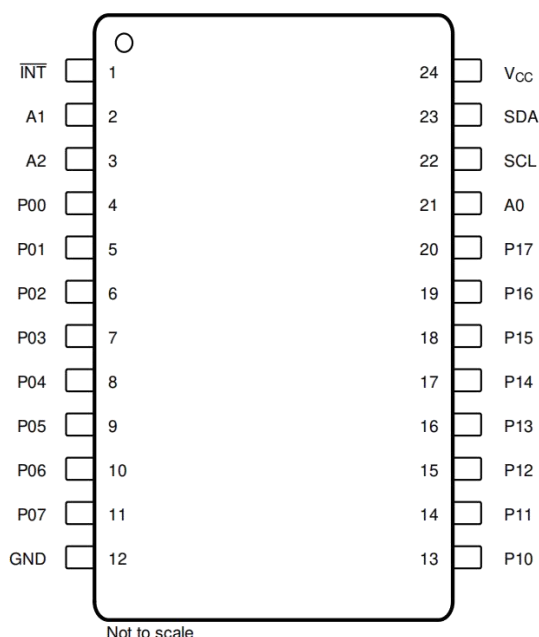 INT 1 24 VCC
A1 2 23 SDA
A2 3 22 SCL
P00 4 21 A0
P01 5 20 P17
P02 6 19 P16
P03 7 18 P15
P04 8 17 P14
P05 9 16 P13
P06 10 15 P12
P07 11 14 P11
GND 12 13 P10
Not to scale